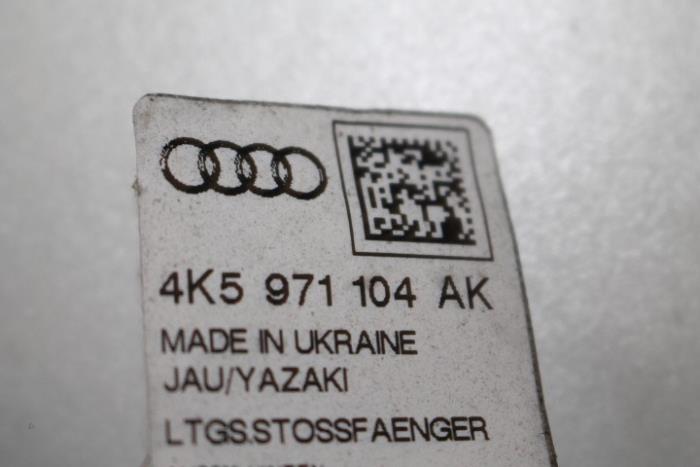 4K5 971 104 AK
MADE IN UKRAINE
JAU/YAZAKI
LTGS.STOSSFAENGER